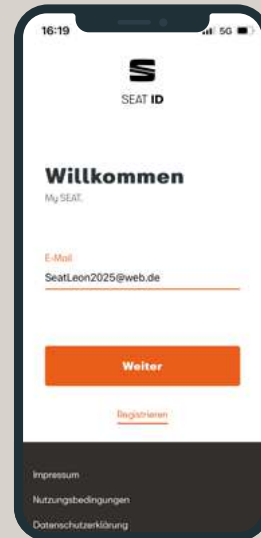 16:19
5G
SEAT ID
Willkommen
My SEAT.
E-Mail
SeatLeon2025@web.de
Weiter
Registrieren
Impressum
Nutzungsbedingungen
Datenschutzerklärung